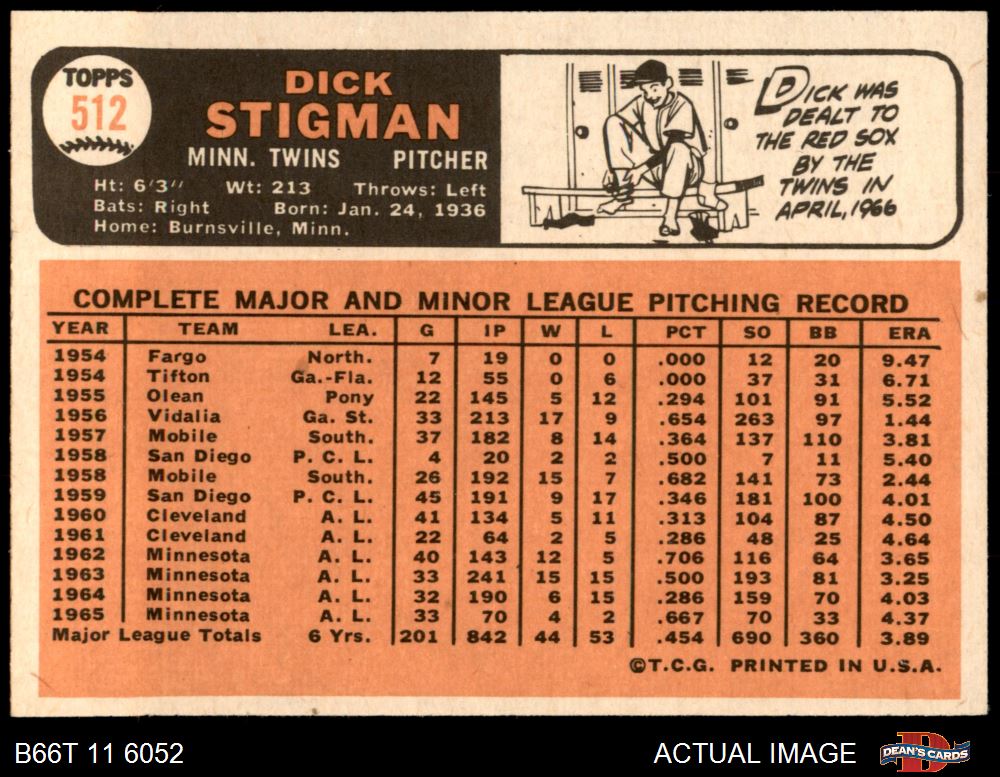 TOPPS
512
DICK
STIGMAN
MINN. TWINS PITCHER
Ht: 6'3" Wt: 213 Throws: Left
Bats: Right Born: Jan. 24, 1936
Home: Burnsville, Minn.
DICK WAS
DEALT TO
THE RED SOX
BY THE
TWINS IN
APRIL, 1966
COMPLETE MAJOR AND MINOR LEAGUE PITCHING RECORD
YEAR TEAM LEA. G IP W L PCT SO BB ERA
1954 Fargo North. 7 19 0 0 .000 12 20 9.47
1954 Tifton Ga.-Fla. 12 55 0 6 .000 37 31 6.71
1955 Olean Pony 22 145 5 12 .294 101 91 5.52
1956 Vidalia Ga. St. 33 213 17 9 .654 263 97 1.44
1957 Mobile South. 37 182 8 14 .364 137 110 3.81
1958 San Diego P. C. L. 4 20 2 2 .500 7 11 5.40
1958 Mobile South. 26 192 15 7 .682 141 73 2.44
1959 San Diego P. C. L. 45 191 9 17 .346 181 100 4.01
1960 Cleveland A. L. 41 134 5 11 .313 104 87 4.50
1961 Cleveland A. L. 22 64 2 5 .286 48 25 4.64
1962 Minnesota A. L. 40 143 12 5 .706 116 64 3.65
1963 Minnesota A. L. 33 241 15 15 .500 193 81 3.25
1964 Minnesota A. L. 32 190 6 15 .286 159 70 4.03
1965 Minnesota A. L. 33 70 4 2 .667 70 33 4.37
Major League Totals 6 Yrs. 201 842 44 53 .454 690 360 3.89
©T.C.G. PRINTED IN U.S.A.
B66T 11 6052 ACTUAL IMAGE DEAN'S CARDS